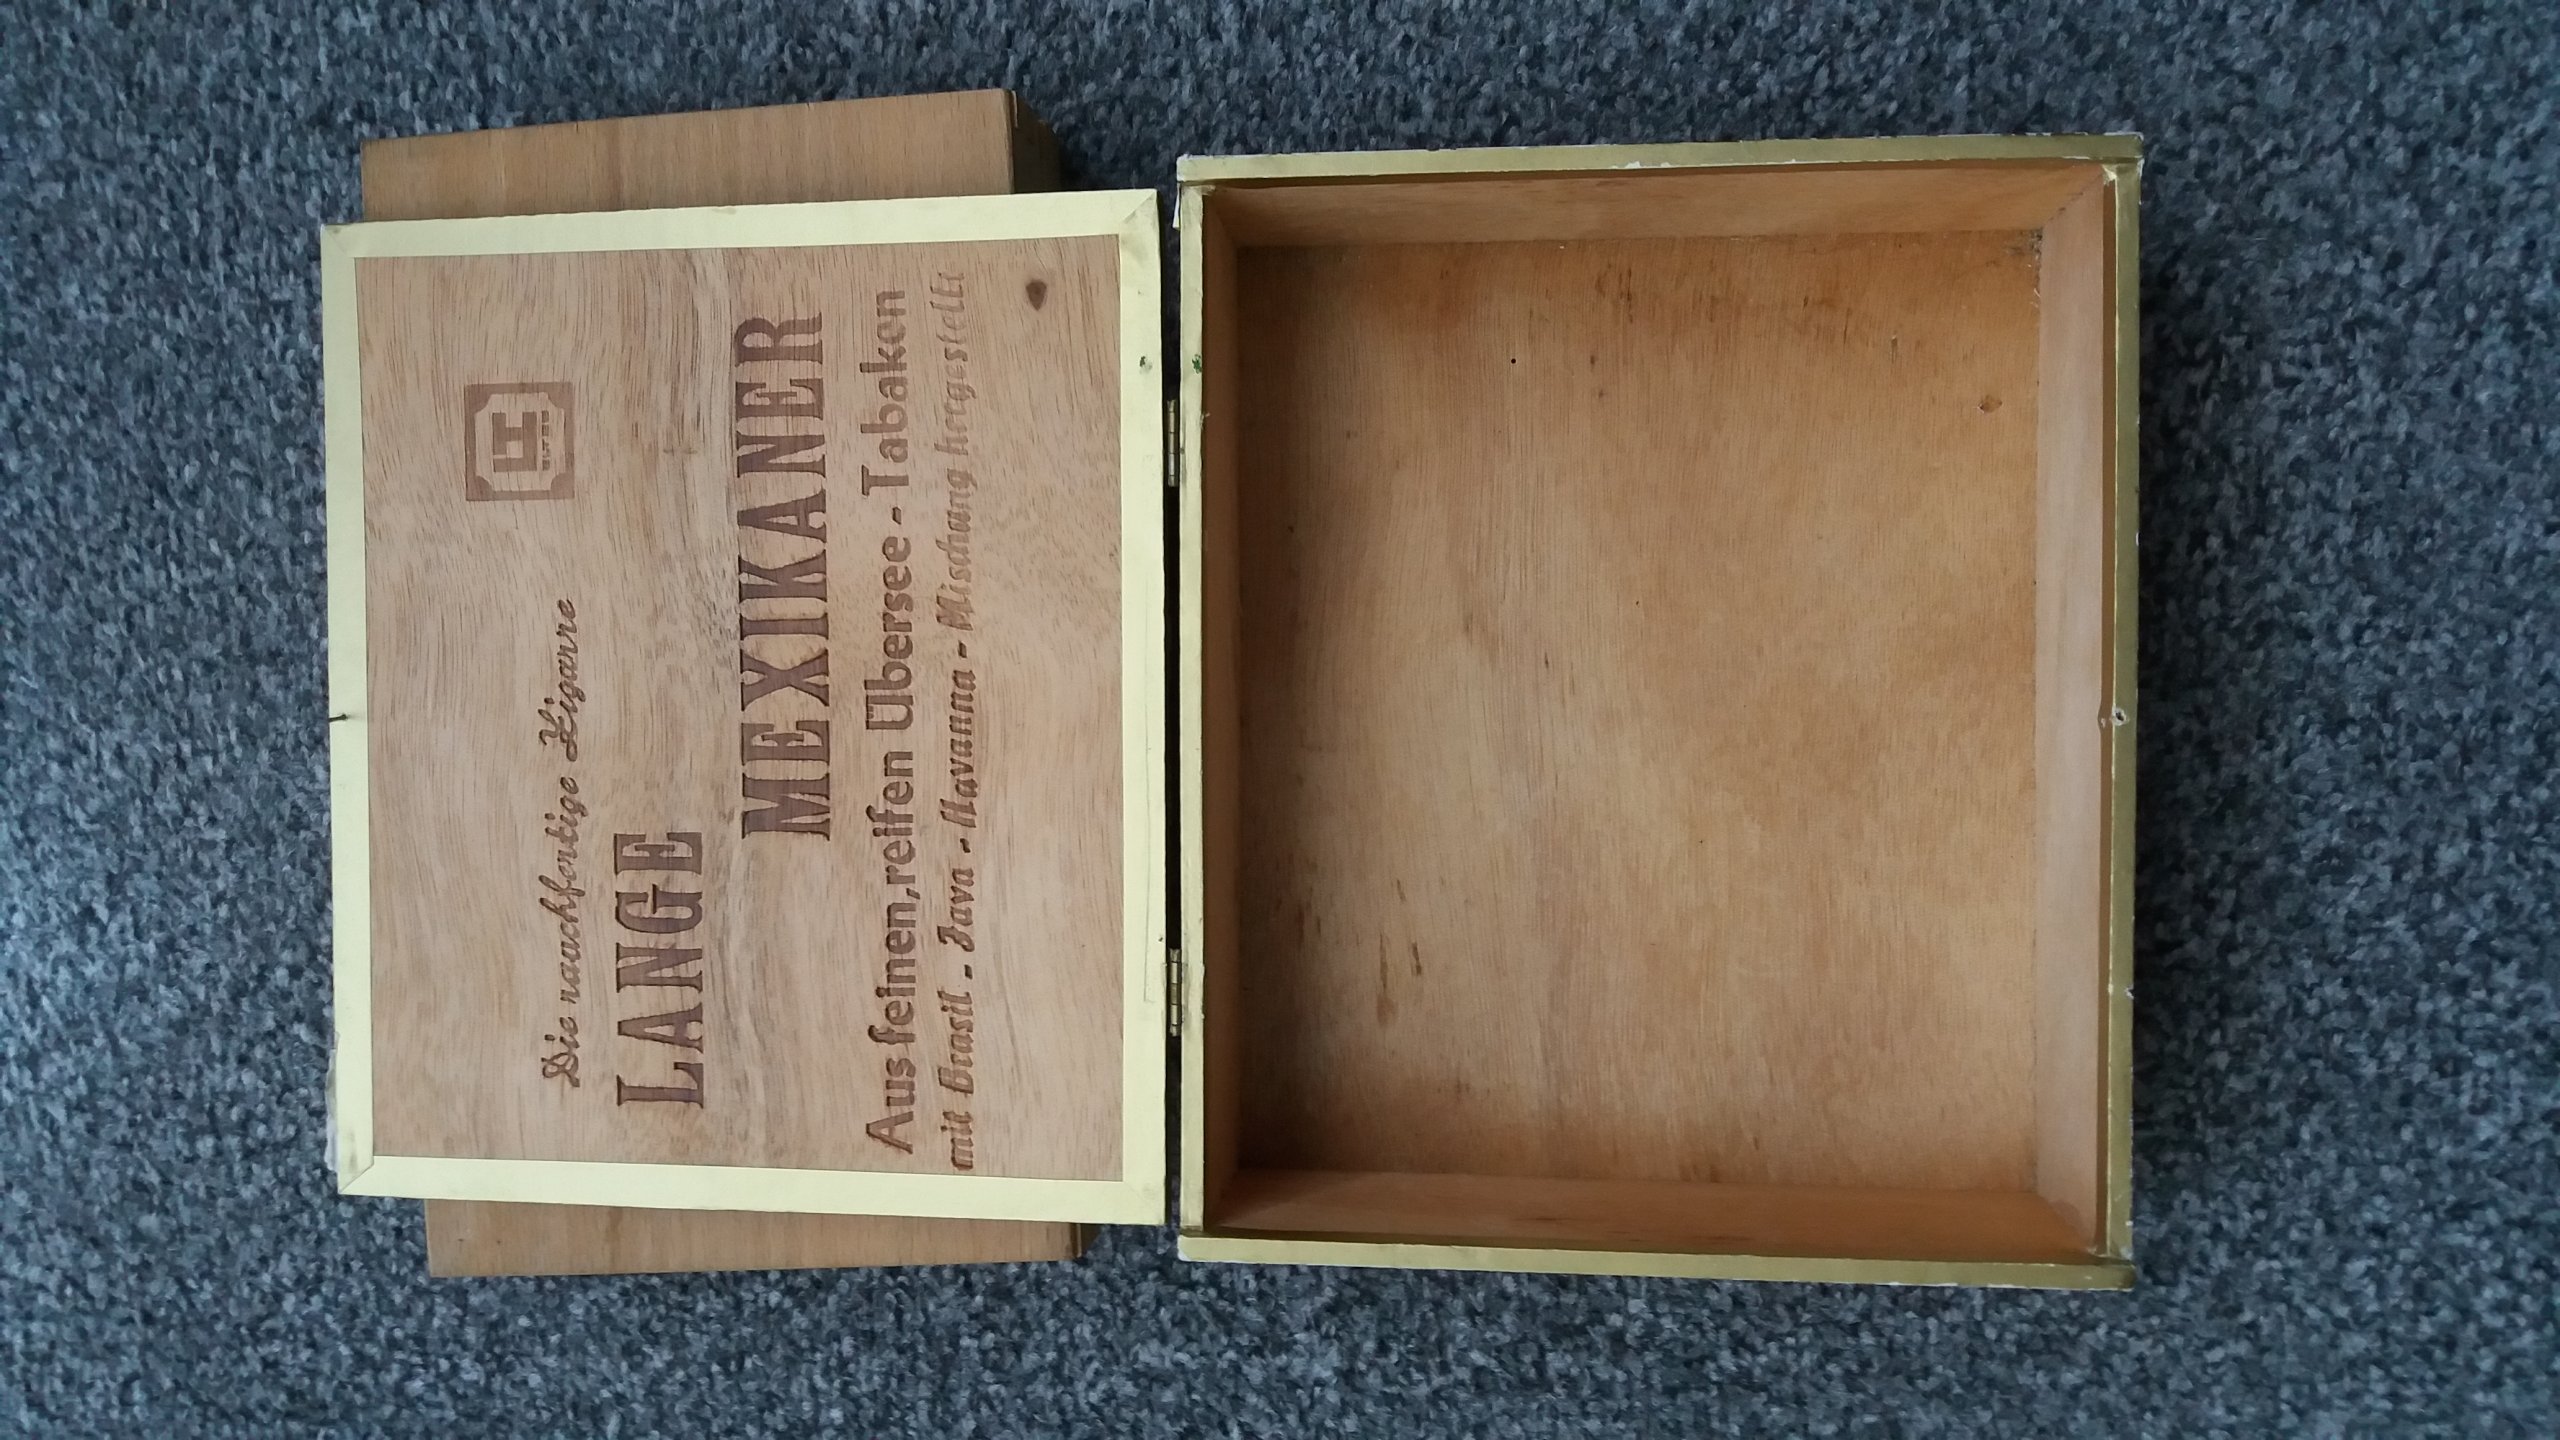 Die rauchfertige Zigarre
LANGE
MEXIKANER
Aus feinen, reifen Übersee - Tabaken
mit Brasil - Java - Havanna - Mischung hergestellt